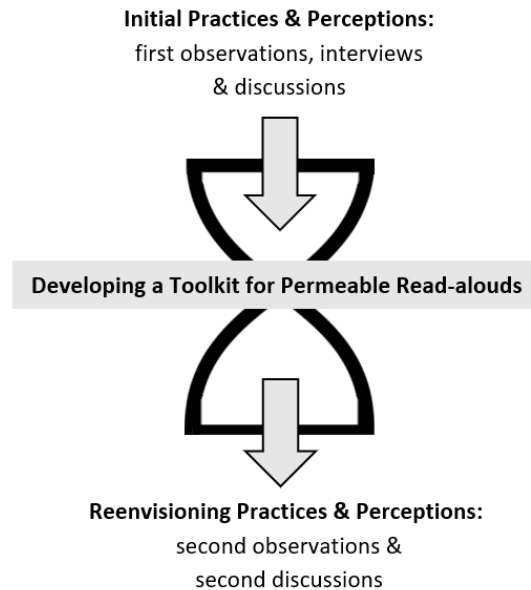 Initial Practices & Perceptions:
first observations, interviews
& discussions
Developing a Toolkit for Permeable Read-alouds
Reenvisioning Practices & Perceptions:
second observations &
second discussions